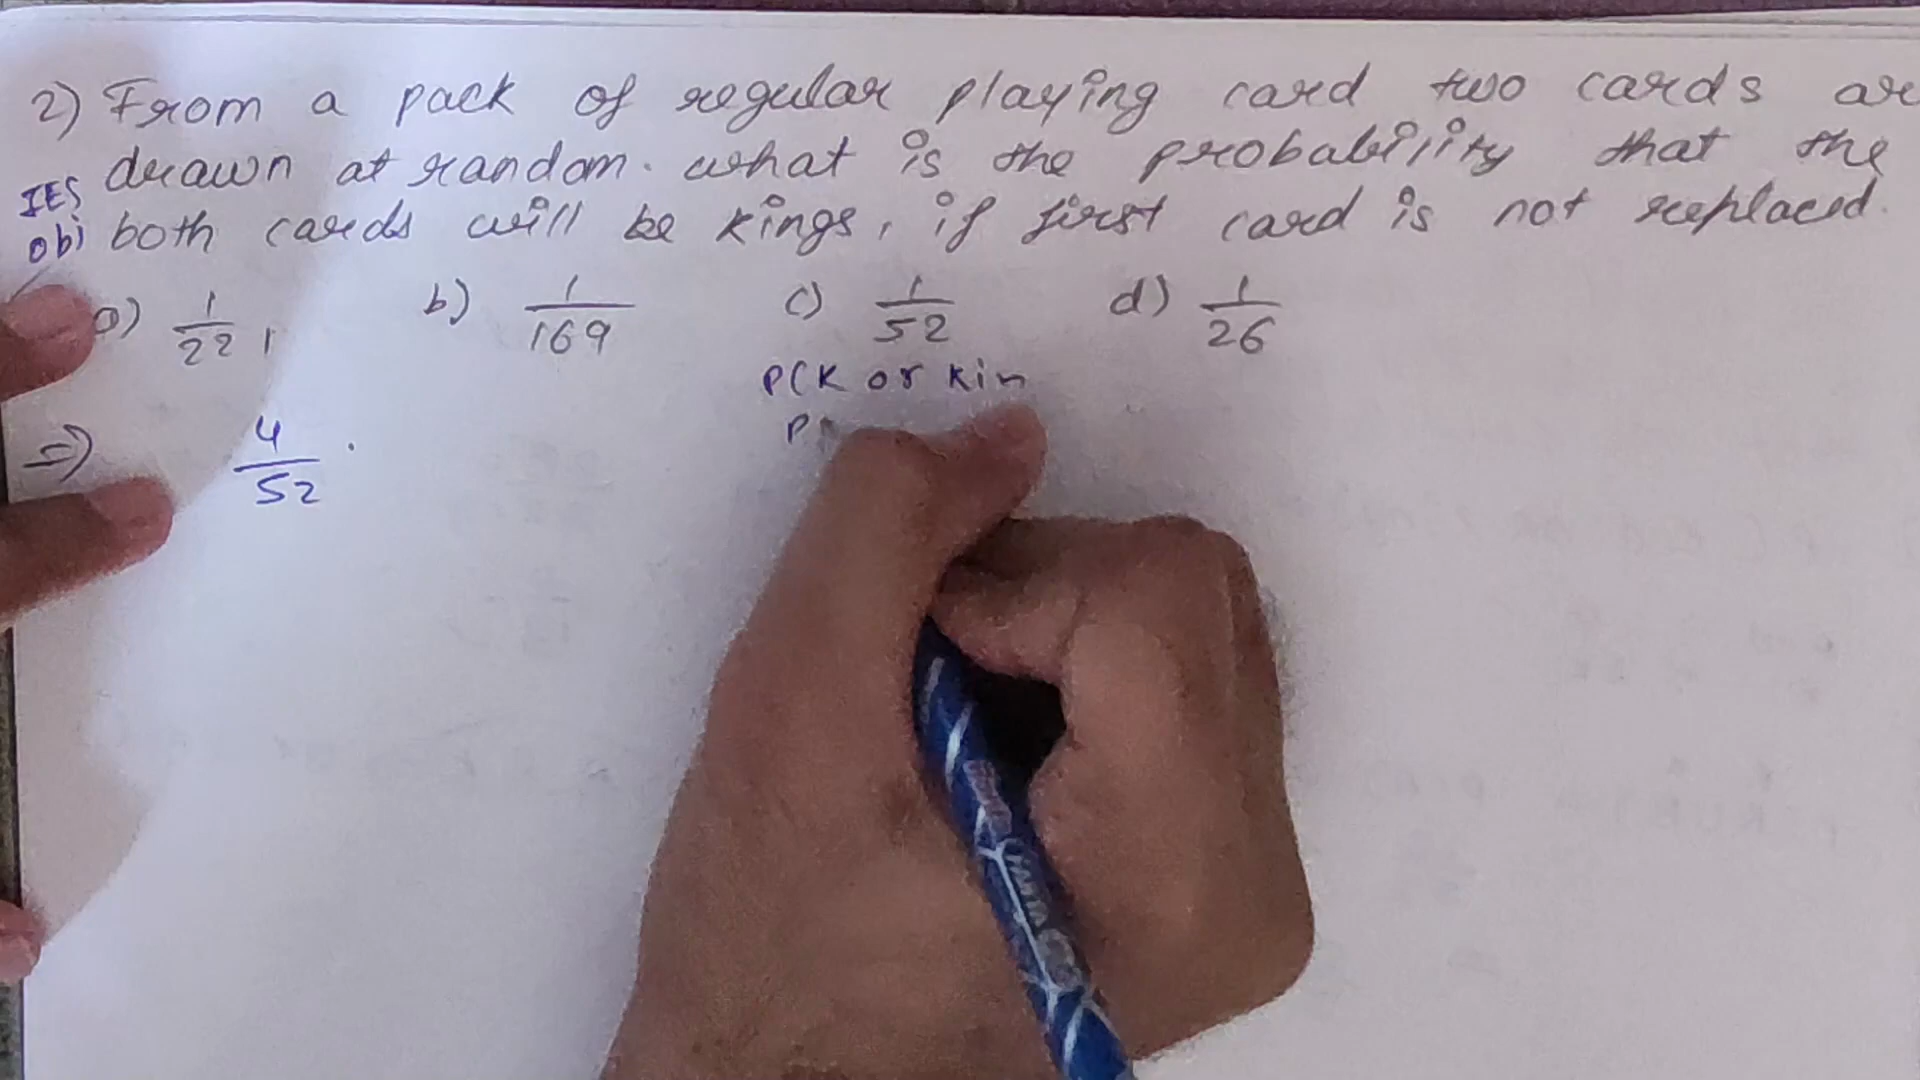 2) From a pack of regular playing card two cards are
IES drawn at random. what is the probability that the
obj both cards will be kings, if first card is not replaced.
a) 1/221 b) 1/169 c) 1/52 d) 1/26
P(K or Kin
⇒ 4/52 . P